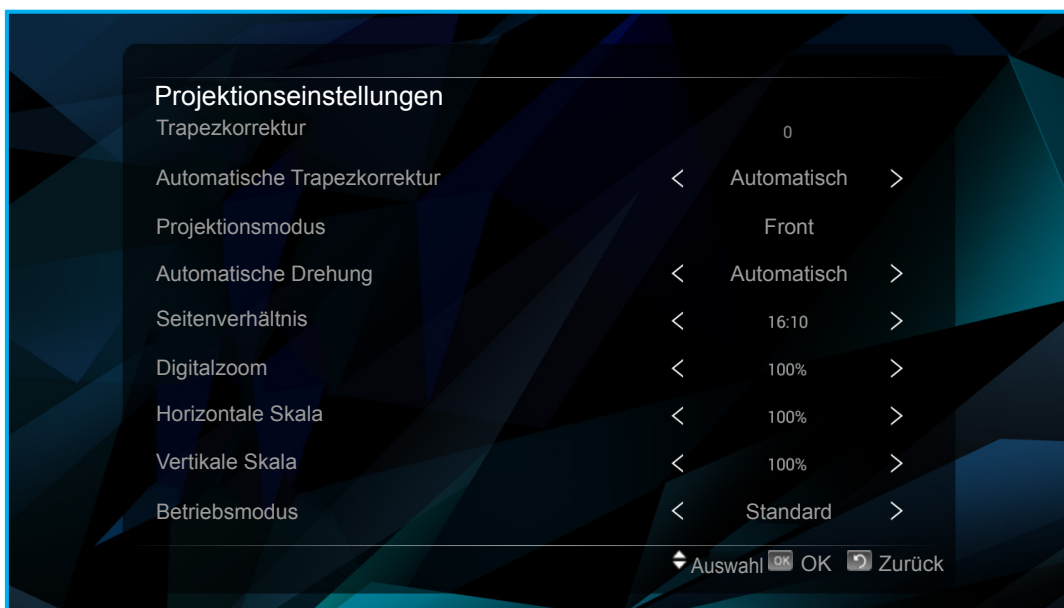 Projektionseinstellungen
Trapezkorrektur 0
Automatische Trapezkorrektur < Automatisch >
Projektionsmodus Front
Automatische Drehung < Automatisch >
Seitenverhältnis < 16:10 >
Digitalzoom < 100% >
Horizontale Skala < 100% >
Vertikale Skala < 100% >
Betriebsmodus < Standard >
Auswahl OK OK Zurück